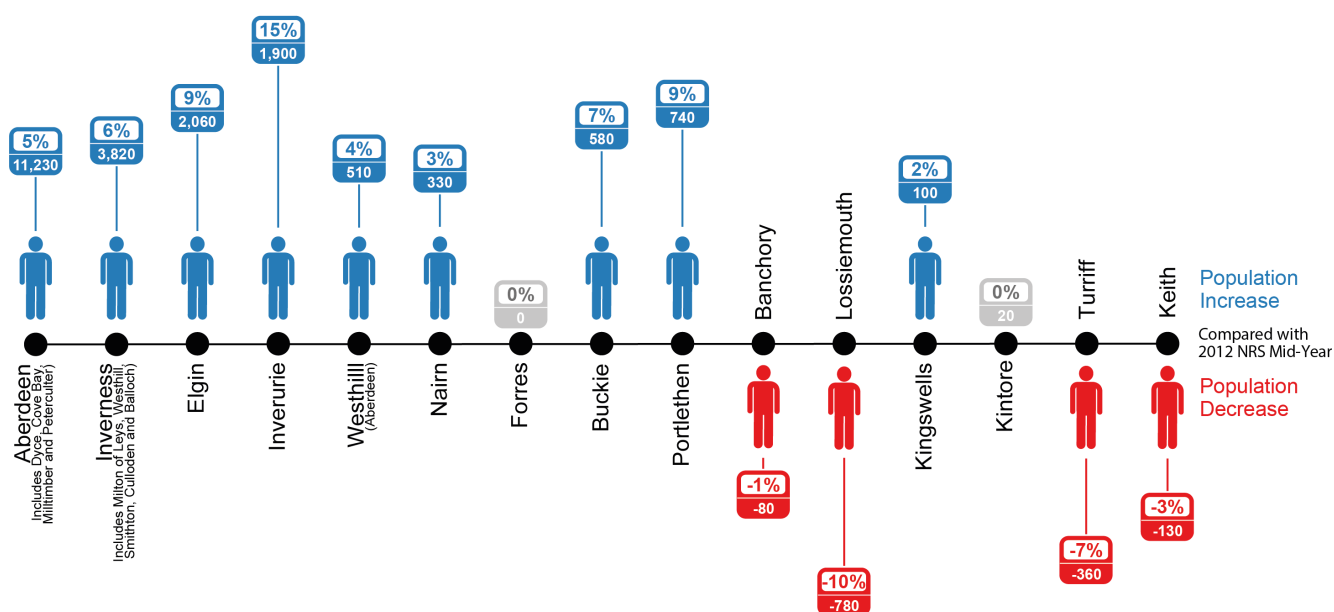 5%
11,230
6%
3,820
9%
2,060
15%
1,900
4%
510
3%
330
0%
0
7%
580
9%
740
Banchory
Lossiemouth
2%
100
0%
20
Turriff
Keith
Population
Increase
Compared with
2012 NRS Mid-Year
Population
Decrease
Aberdeen
Includes Dyce, Cove Bay,
Milltimber and Peterculter)
Inverness
Includes Milton of Leys, Westhill,
Smithton, Culloden and Balloch)
Elgin
Inverurie
Westhilll
(Aberdeen)
Nairn
Forres
Buckie
Portlethen
Kingswells
Kintore
-1%
-80
-10%
-780
-7%
-360
-3%
-130